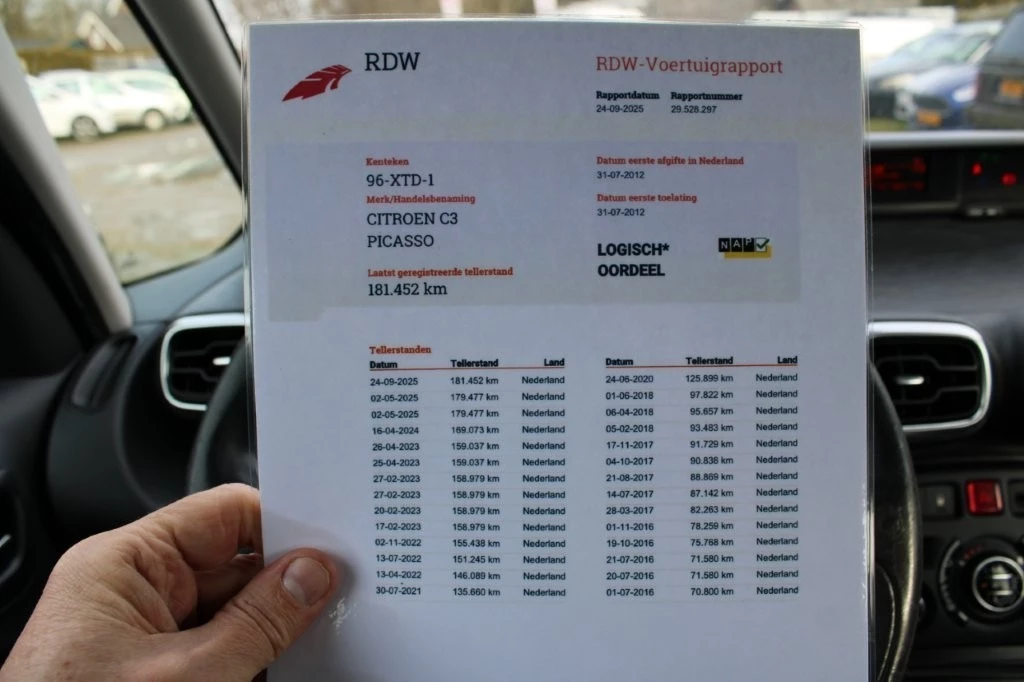 RDW
RDW-Voertuigrapport
Rapportdatum Rapportnummer
24-09-2025 29.528.297
Kenteken
96-XTD-1
Merk/Handelsbenaming
CITROEN C3
PICASSO
Laatst geregistreerde tellerstand
181.452 km
Datum eerste afgifte in Nederland
31-07-2012
Datum eerste toelating
31-07-2012
LOGISCH*
OORDEEL
NAP
Tellerstanden
Datum Tellerstand Land
24-09-2025 181.452 km Nederland
02-05-2025 179.477 km Nederland
02-05-2025 179.477 km Nederland
16-04-2024 169.073 km Nederland
26-04-2023 159.037 km Nederland
25-04-2023 159.037 km Nederland
27-02-2023 158.979 km Nederland
27-02-2023 158.979 km Nederland
20-02-2023 158.979 km Nederland
17-02-2023 158.979 km Nederland
02-11-2022 155.438 km Nederland
13-07-2022 151.245 km Nederland
13-04-2022 146.089 km Nederland
30-07-2021 135.660 km Nederland
Datum Tellerstand Land
24-06-2020 125.899 km Nederland
01-06-2018 97.822 km Nederland
06-04-2018 95.657 km Nederland
05-02-2018 93.483 km Nederland
17-11-2017 91.729 km Nederland
04-10-2017 90.836 km Nederland
21-08-2017 88.869 km Nederland
14-07-2017 87.142 km Nederland
28-03-2017 82.263 km Nederland
01-11-2016 78.259 km Nederland
19-10-2016 75.768 km Nederland
21-07-2016 71.580 km Nederland
20-07-2016 71.580 km Nederland
01-07-2016 70.800 km Nederland